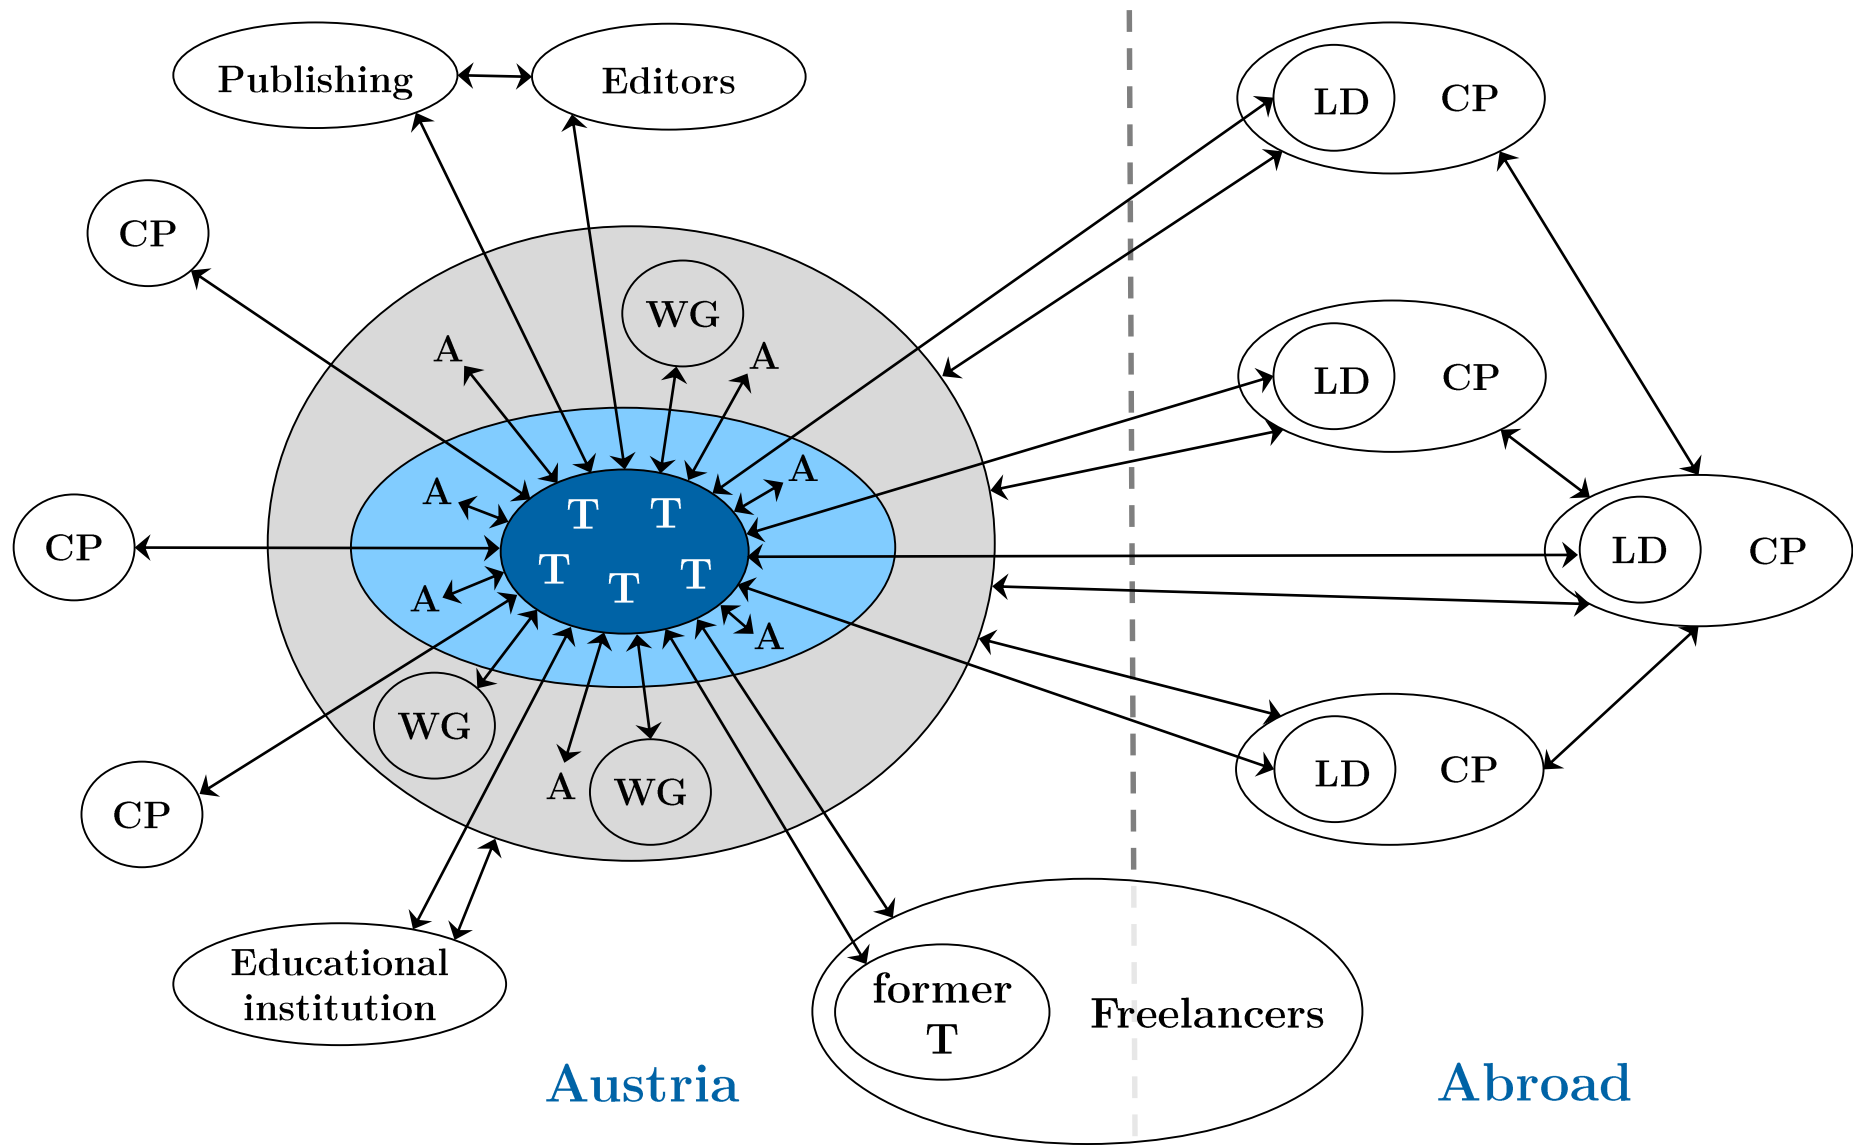 Publishing
Editors
LD
CP
CP
WG
A
A
LD
CP
A
A
T
T
CP
T
T
T
LD
CP
A
A
WG
CP
A
WG
LD
CP
Educational
institution
former
T
Freelancers
Austria
Abroad